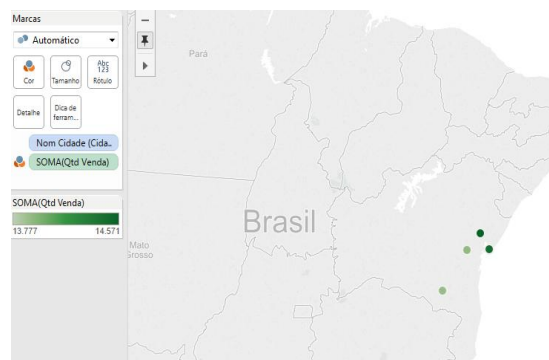 Marcas
Automático
Cor
Tamanho
Abc
123
Rótulo
Detalhe
Dica de
ferram...
Nom Cidade (Cida..
SOMA(Qtd Venda)
SOMA(Qtd Venda)
13.777 14.571
Pará
Brasil
Mato
Grosso